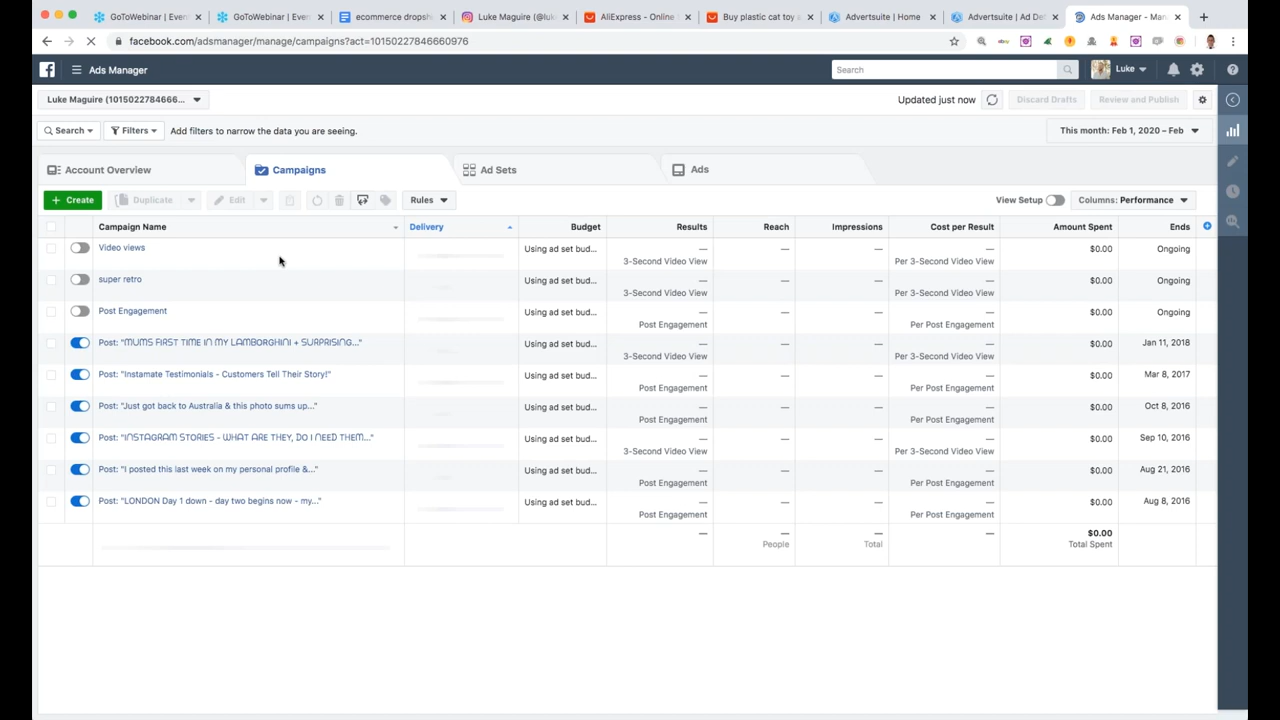 GoToWebinar | Even
GoToWebinar | Even
ecommerce dropshi
Luke Maguire (@luk
AliExpress - Online
Buy plastic cat toy a
Advertsuite | Home
Advertsuite | Ad De
Ads Manager - Man
facebook.com/adsmanager/manage/campaigns?act=10150227846660976
Ads Manager
Search
Luke
Luke Maguire (1015022784666...
Updated just now
Discard Drafts
Review and Publish
Search
Filters
Add filters to narrow the data you are seeing.
This month: Feb 1, 2020 – Feb
Account Overview
Campaigns
Ad Sets
Ads
+ Create
Duplicate
Edit
Rules
View Setup
Columns: Performance
Campaign Name Delivery Budget Results Reach Impressions Cost per Result Amount Spent Ends
Video views Using ad set bud... — — — — $0.00 Ongoing
3-Second Video View Per 3-Second Video View
super retro Using ad set bud... — — — — $0.00 Ongoing
3-Second Video View Per 3-Second Video View
Post Engagement Using ad set bud... — — — — $0.00 Ongoing
Post Engagement Per Post Engagement
Post: "MUMS FIRST TIME IN MY LAMBORGHINI + SURPRISING..." Using ad set bud... — — — — $0.00 Jan 11, 2018
3-Second Video View Per 3-Second Video View
Post: "Instamate Testimonials - Customers Tell Their Story!" Using ad set bud... — — — — $0.00 Mar 8, 2017
Post Engagement Per Post Engagement
Post: "Just got back to Australia & this photo sums up..." Using ad set bud... — — — — $0.00 Oct 8, 2016
Post Engagement Per Post Engagement
Post: "INSTAGRAM STORIES - WHAT ARE THEY, DO I NEED THEM..." Using ad set bud... — — — — $0.00 Sep 10, 2016
3-Second Video View Per 3-Second Video View
Post: "I posted this last week on my personal profile &..." Using ad set bud... — — — — $0.00 Aug 21, 2016
Post Engagement Per Post Engagement
Post: "LONDON Day 1 down - day two begins now - my..." Using ad set bud... — — — — $0.00 Aug 8, 2016
Post Engagement Per Post Engagement
— — — — $0.00
People Total Total Spent